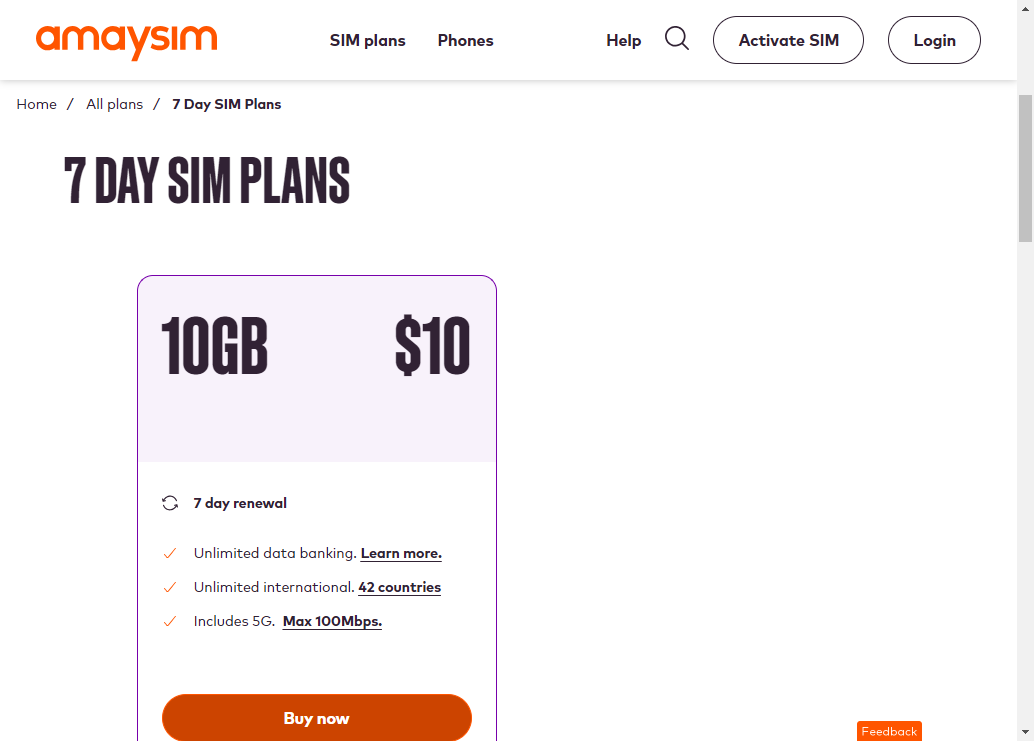 amaysim SIM plans Phones Help Activate SIM Login
Home / All plans / 7 Day SIM Plans
7 DAY SIM PLANS
10GB $10
7 day renewal
Unlimited data banking. Learn more.
Unlimited international. 42 countries
Includes 5G. Max 100Mbps.
Buy now
Feedback